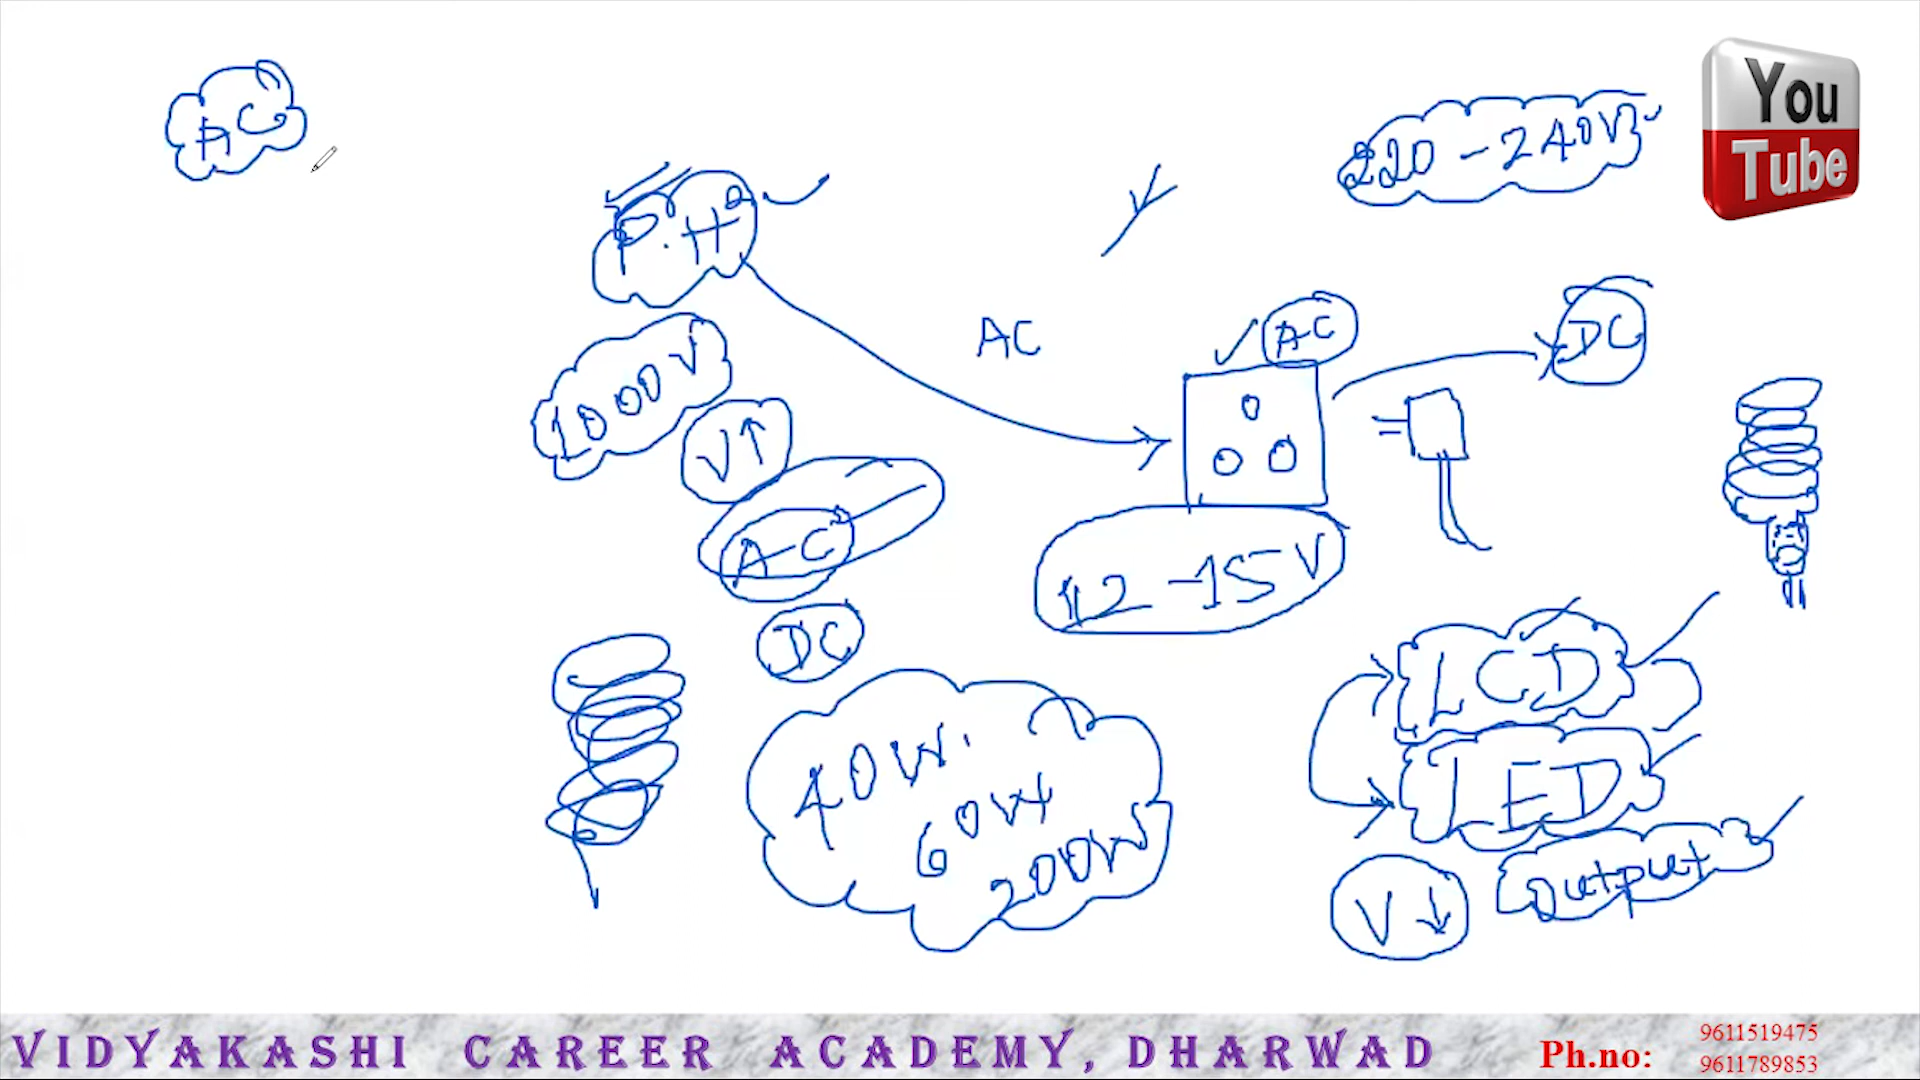 AC
220-240V
You
Tube
P.H
AC
AC
DC
1000V
V↑
AC
12-15V
DC
LCD
40W
LED
60W
200W
V↓
output
VIDYAKASHI CAREER ACADEMY, DHARWAD
Ph.no:
9611519475
9611789853